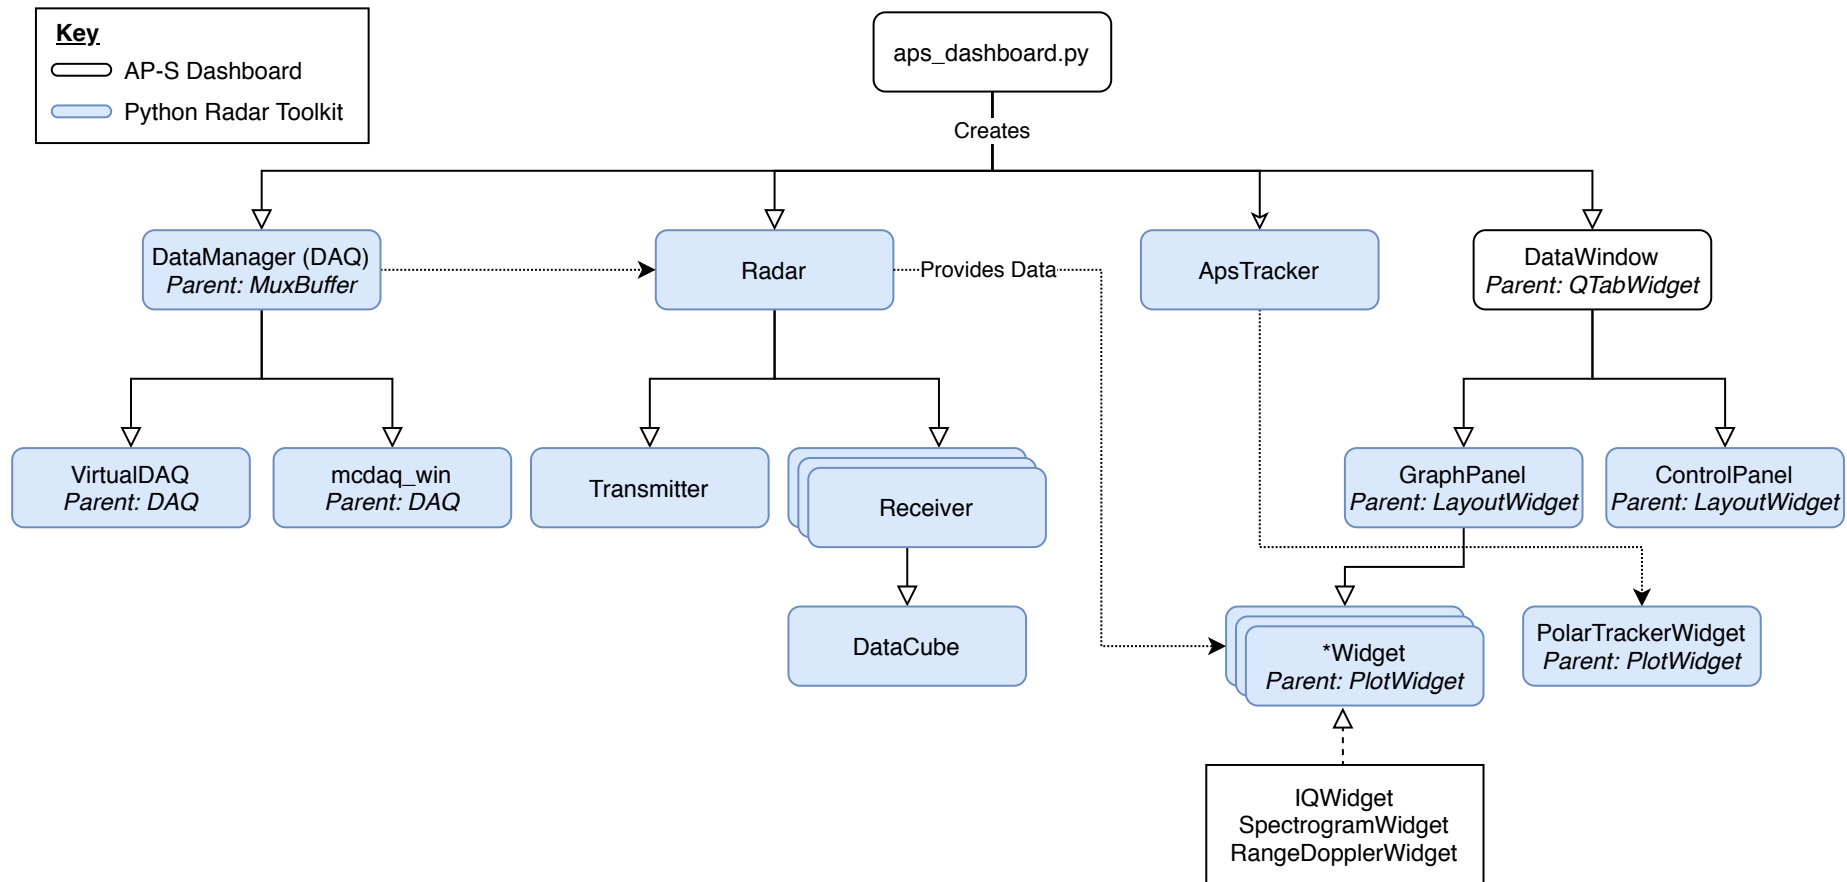 Key
AP-S Dashboard
Python Radar Toolkit
aps_dashboard.py
Creates
DataManager (DAQ)
Parent: MuxBuffer
Radar
Provides Data
ApsTracker
DataWindow
Parent: QTabWidget
VirtualDAQ
Parent: DAQ
mcdaq_win
Parent: DAQ
Transmitter
Receiver
GraphPanel
Parent: LayoutWidget
ControlPanel
Parent: LayoutWidget
DataCube
*Widget
Parent: PlotWidget
PolarTrackerWidget
Parent: PlotWidget
IQWidget
SpectrogramWidget
RangeDopplerWidget